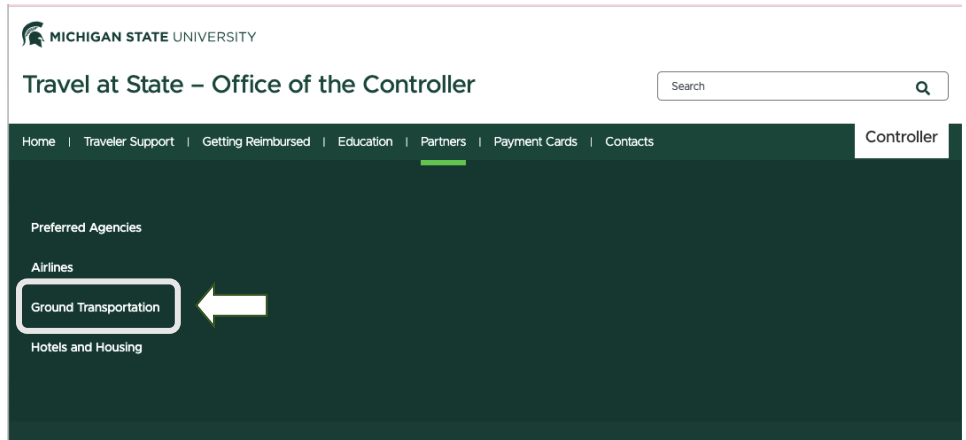 MICHIGAN STATE UNIVERSITY
Travel at State – Office of the Controller
Search
Home | Traveler Support | Getting Reimbursed | Education | Partners | Payment Cards | Contacts
Controller
Preferred Agencies
Airlines
Ground Transportation
Hotels and Housing